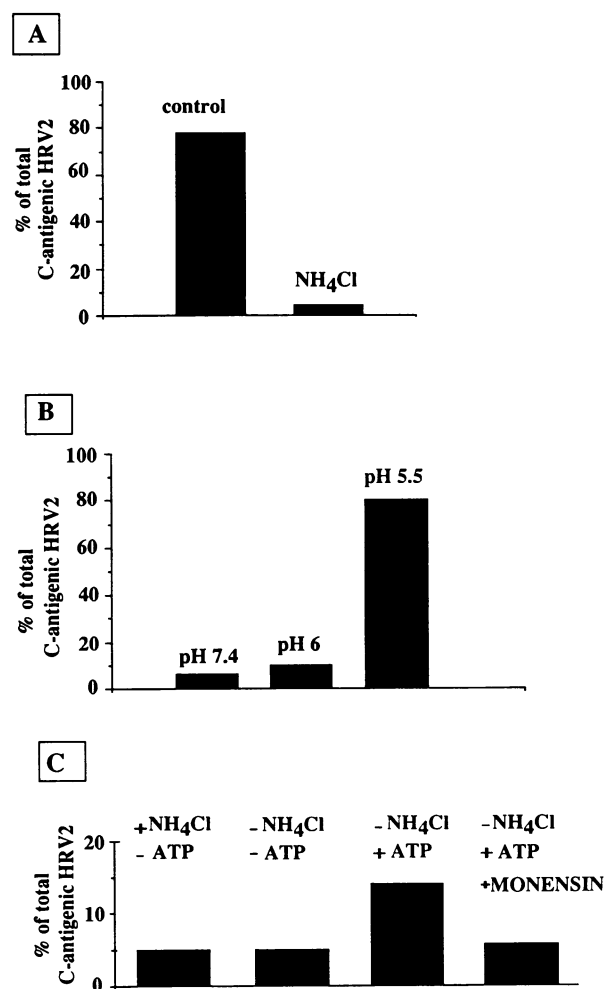 A
% of total
C-antigenic HRV2
100
80
60
40
20
0
control
NH4Cl
B
% of total
C-antigenic HRV2
100
80
60
40
20
0
pH 7.4
pH 6
pH 5.5
C
% of total
C-antigenic HRV2
20
10
0
+NH4Cl
- ATP
-NH4Cl
- ATP
-NH4Cl
+ ATP
-NH4Cl
+ ATP
+MONENSIN